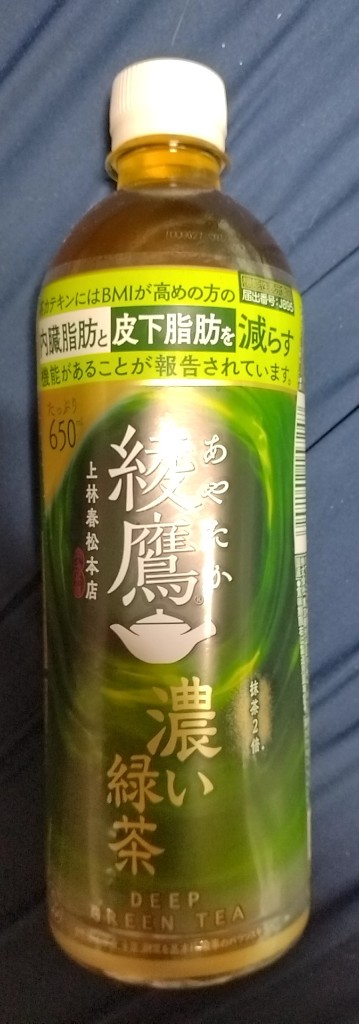 届出番号:J895
カテキンにはBMIが高めの方の
内臓脂肪と 皮下脂肪を 減らす
機能があることが報告されています。
たっぷり
650
綾鷹
あやたか
上林春松本店
抹茶2倍
濃い
緑茶
DEEP
GREEN TEA